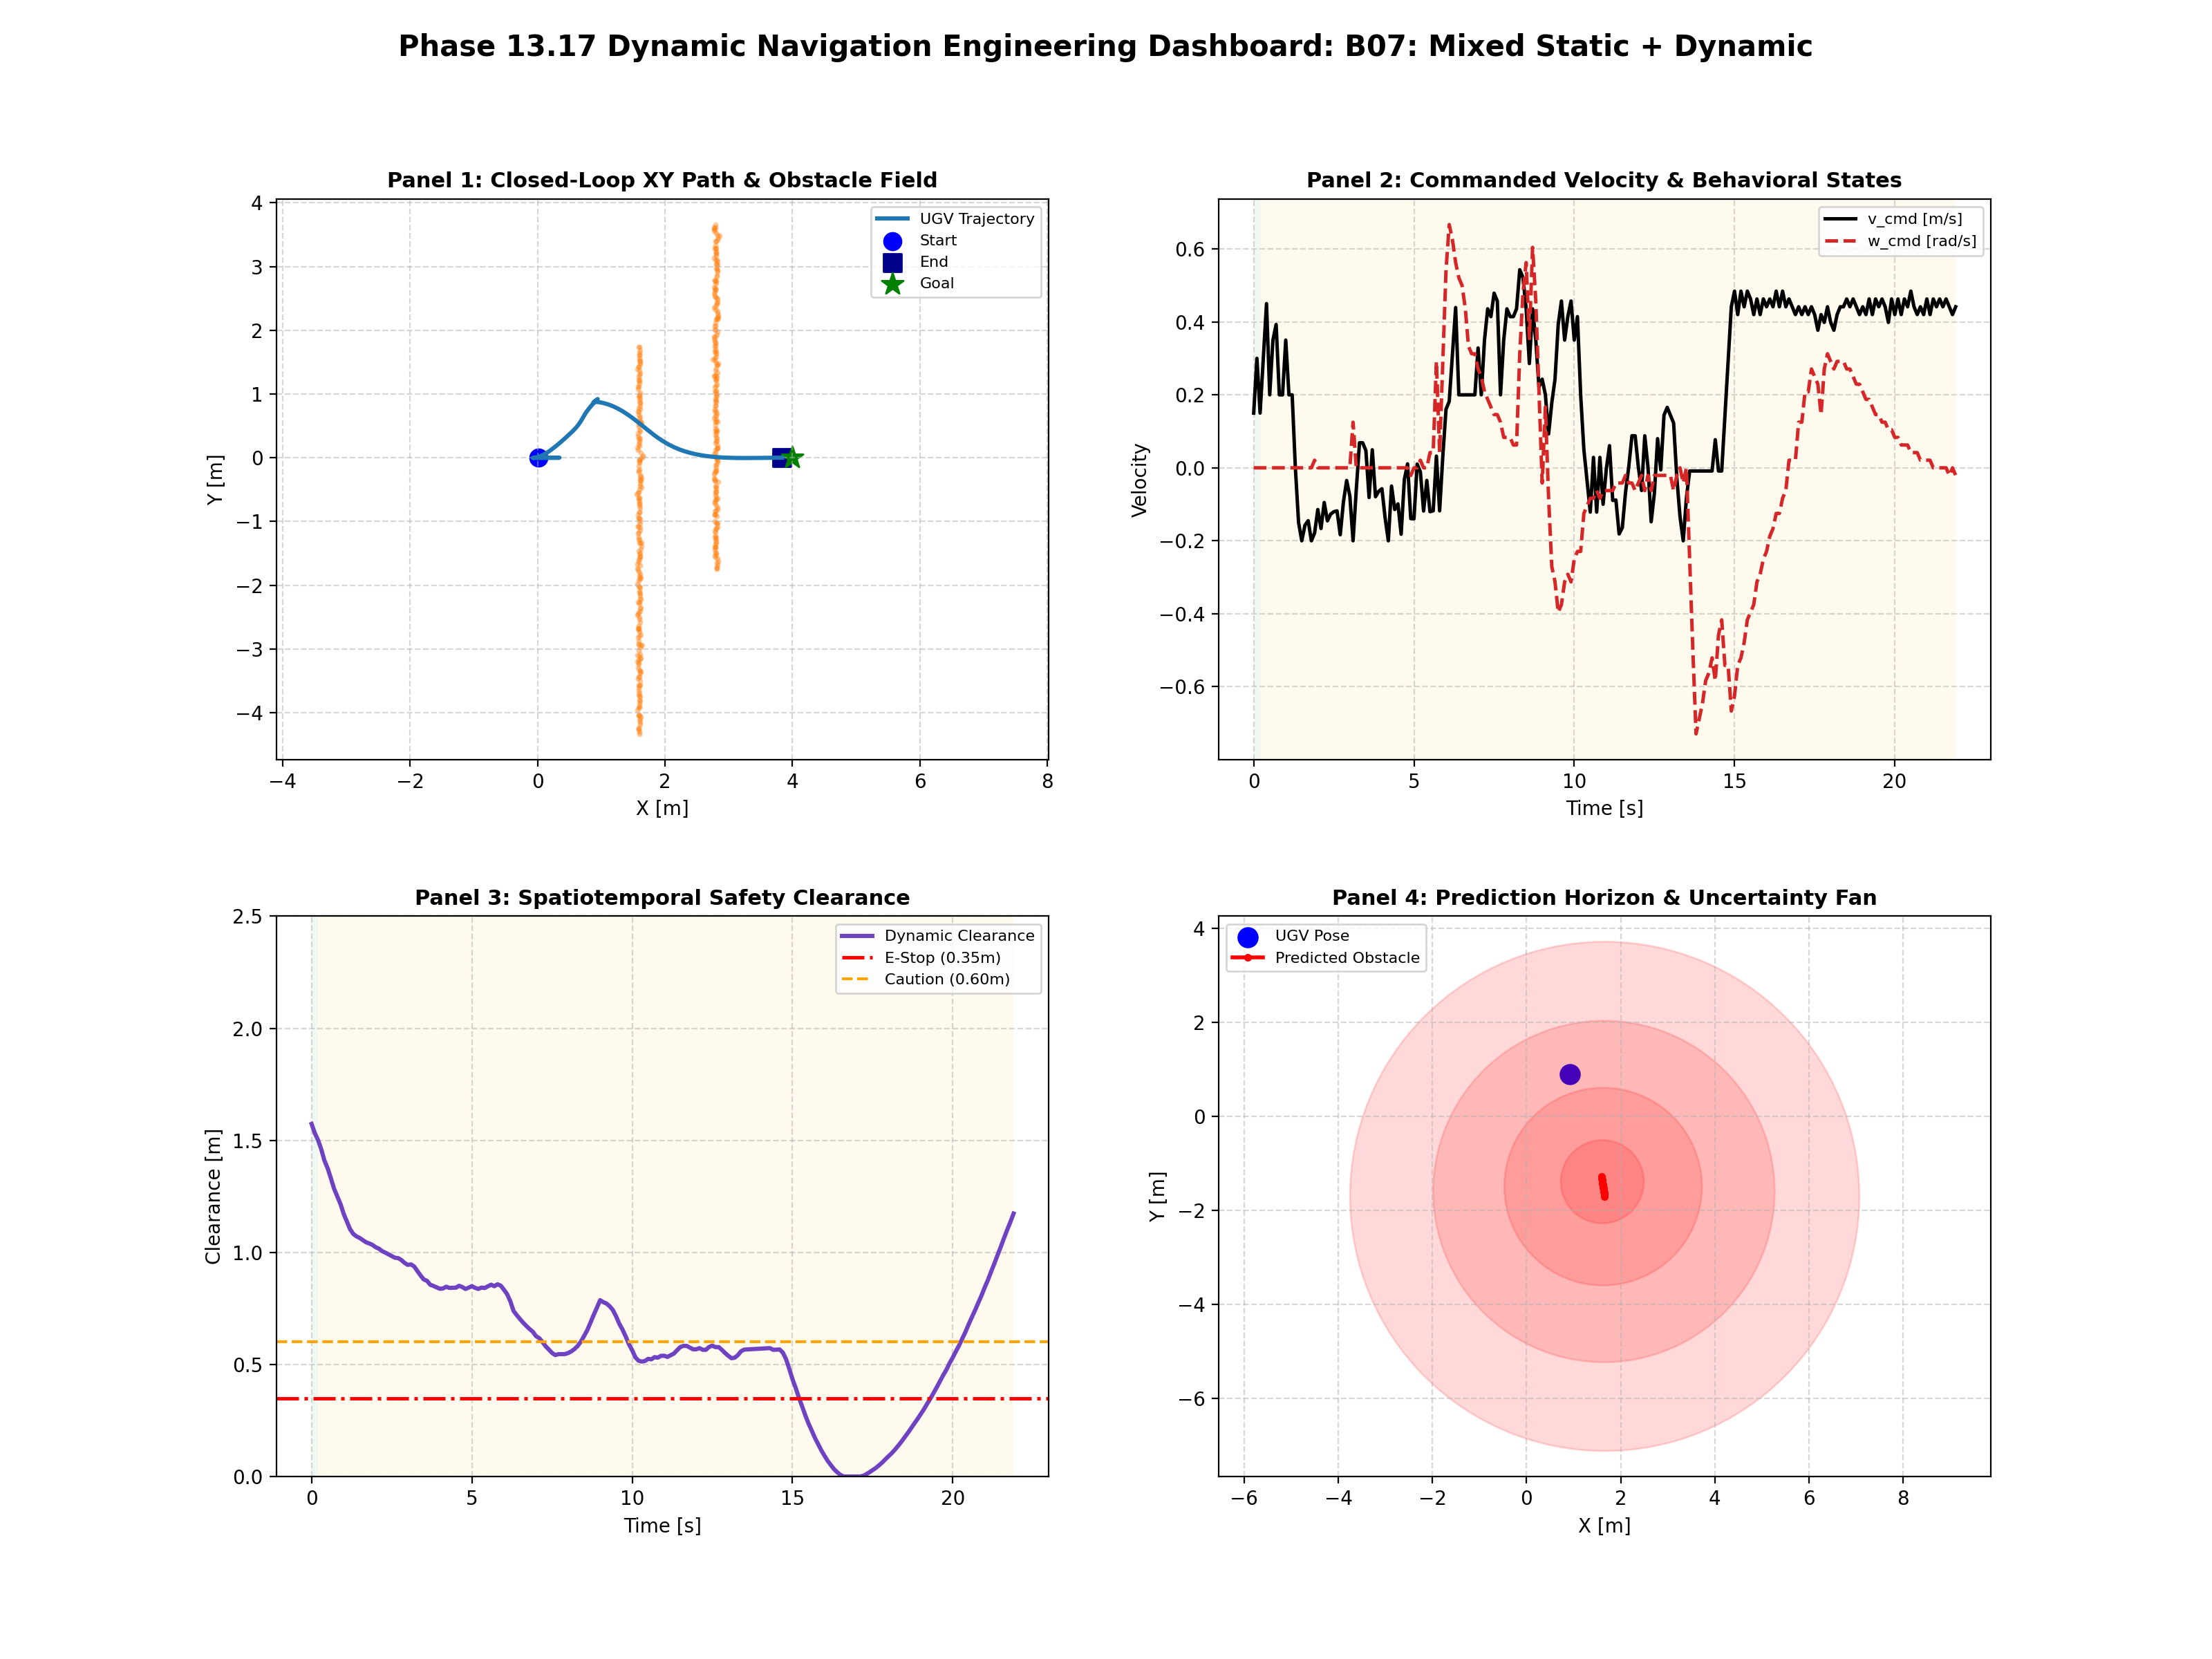 Phase 13.17 Dynamic Navigation Engineering Dashboard: B07: Mixed Static + Dynamic
Panel 1: Closed-Loop XY Path & Obstacle Field
UGV Trajectory
Start
End
Goal
4
3
2
1
0
−1
−2
−3
−4
Y [m]
−4
−2
0
2
4
6
8
X [m]
Panel 2: Commanded Velocity & Behavioral States
v_cmd [m/s]
w_cmd [rad/s]
0.6
0.4
0.2
0.0
−0.2
−0.4
−0.6
Velocity
0
5
10
15
20
Time [s]
Panel 3: Spatiotemporal Safety Clearance
Dynamic Clearance
E-Stop (0.35m)
Caution (0.60m)
2.5
2.0
1.5
1.0
0.5
0.0
Clearance [m]
0
5
10
15
20
Time [s]
Panel 4: Prediction Horizon & Uncertainty Fan
UGV Pose
Predicted Obstacle
4
2
0
−2
−4
−6
Y [m]
−6
−4
−2
0
2
4
6
8
X [m]